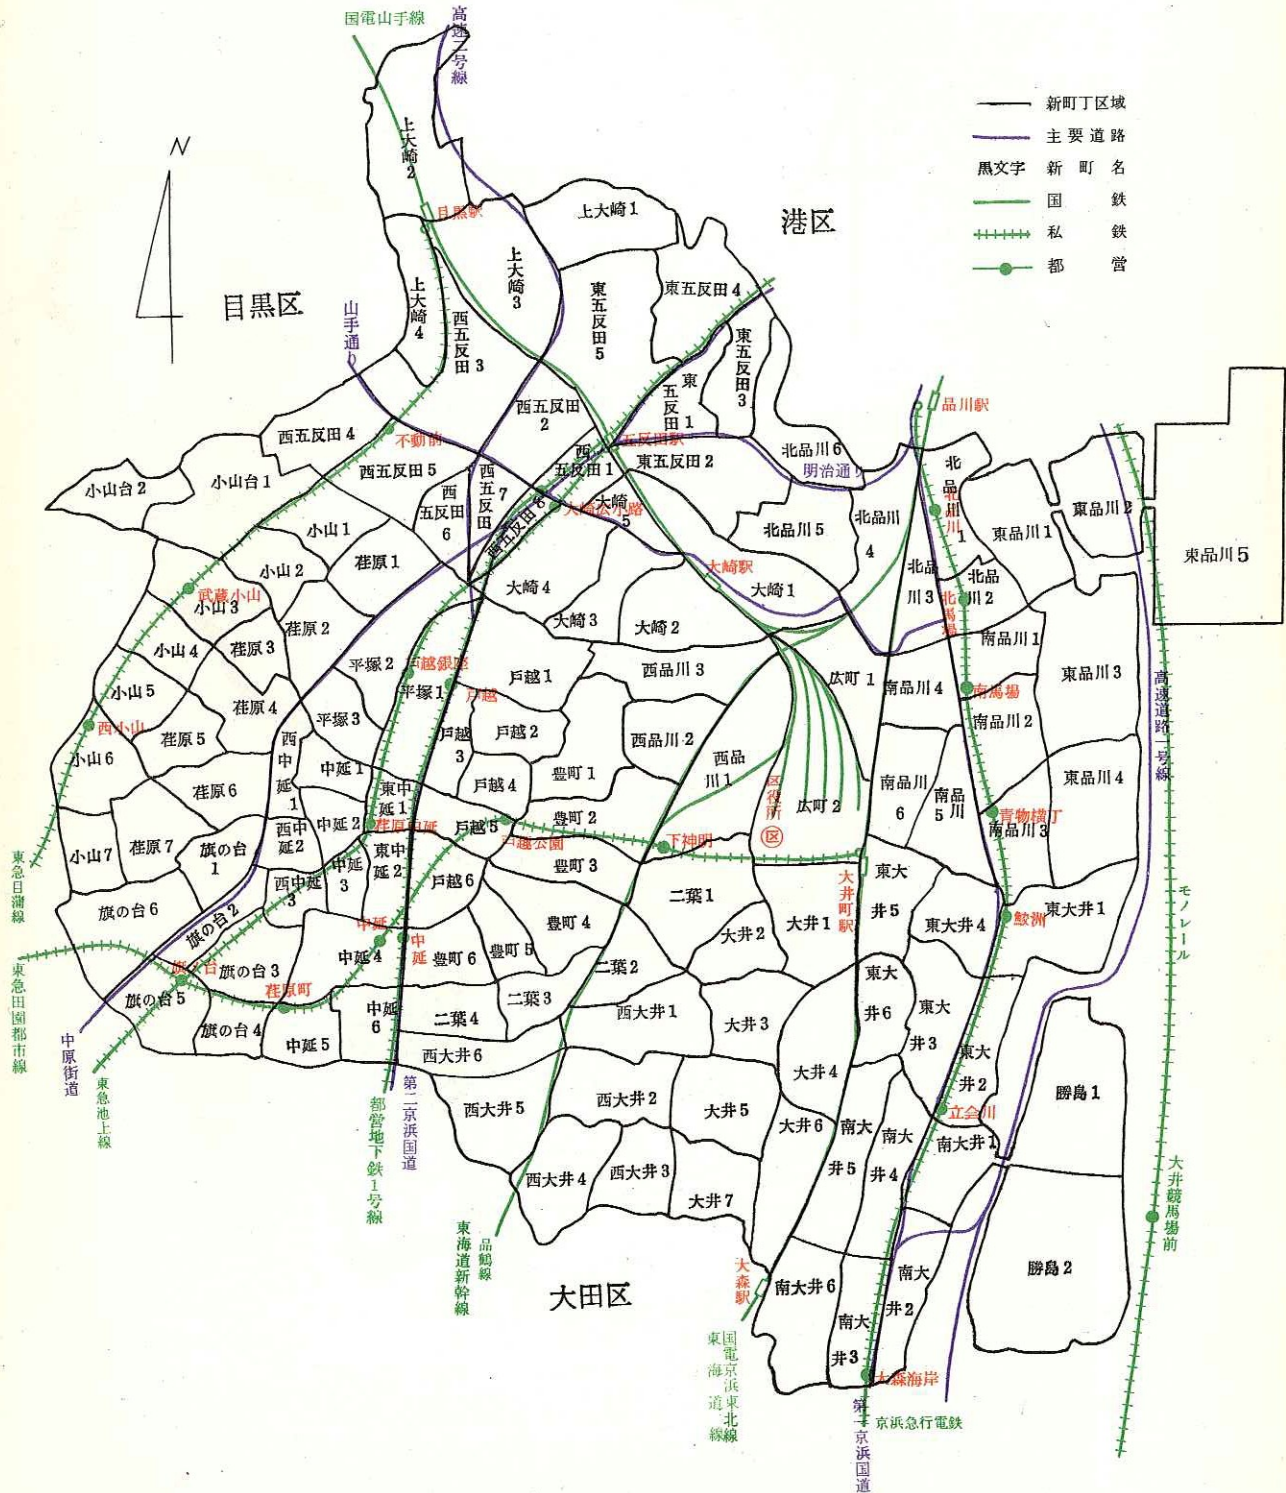 国電山手線
高速二号線
N
新町丁区域
主要道路
黒文字 新町名
国鉄
私鉄
都営
港区
目黒区
大田区
山手通り
上大崎2
目黒駅
上大崎1
上大崎3
上大崎4
西五反田3
東五反田5
東五反田4
東五反田3
東五反田1
西五反田2
西五反田4
不動前
西五反田5
西五反田6
西五反田7
西五反田1
西五反田8
五反田駅
東五反田2
大崎5
大崎広小路
北品川6
明治通り
品川駅
北品川5
北品川4
北品川1
北品川
東品川1
東品川2
東品川5
小山台2
小山台1
小山1
小山2
荏原1
武蔵小山
小山3
荏原2
小山4
荏原3
小山5
荏原4
西小山
荏原5
小山6
荏原6
小山7
荏原7
大崎4
大崎3
大崎2
大崎駅
大崎1
北品川3
北品川2
北馬場
南品川1
南馬場
南品川2
南品川4
東品川3
高速道路一号線
東品川4
南品川6
南品川5
青物横丁
南品川3
平塚2
戸越銀座
平塚1
戸越
平塚3
戸越1
戸越2
戸越3
戸越4
戸越5
戸越公園
戸越6
西品川3
西品川2
西品川1
広町1
広町2
区役所
区
豊町1
豊町2
豊町3
豊町4
豊町5
豊町6
下神明
西中延1
中延1
東中延1
荏原中延
西中延2
中延2
東中延2
中延3
西中延3
旗の台1
旗の台2
旗の台6
旗の台3
旗の台
旗の台5
旗の台4
荏原町
中延
中延4
中延
中延5
中延6
二葉1
二葉2
二葉3
二葉4
大井1
大井2
大井3
大井4
大井5
大井6
大井7
大井町駅
東大井5
東大井4
鮫洲
東大井1
東大井6
東大井3
東大井2
立会川
西大井1
西大井6
西大井5
西大井2
西大井4
西大井3
南大井5
南大井4
南大井1
南大井6
南大井2
南大井3
勝島1
勝島2
大森駅
大森海岸
東急目蒲線
東急田園都市線
中原街道
東急池上線
都営地下鉄1号線
第二京浜国道
東海道新幹線
品鶴線
国電京浜東北線
東海道線
第一京浜国道
京浜急行電鉄
モノレール
大井競馬場前